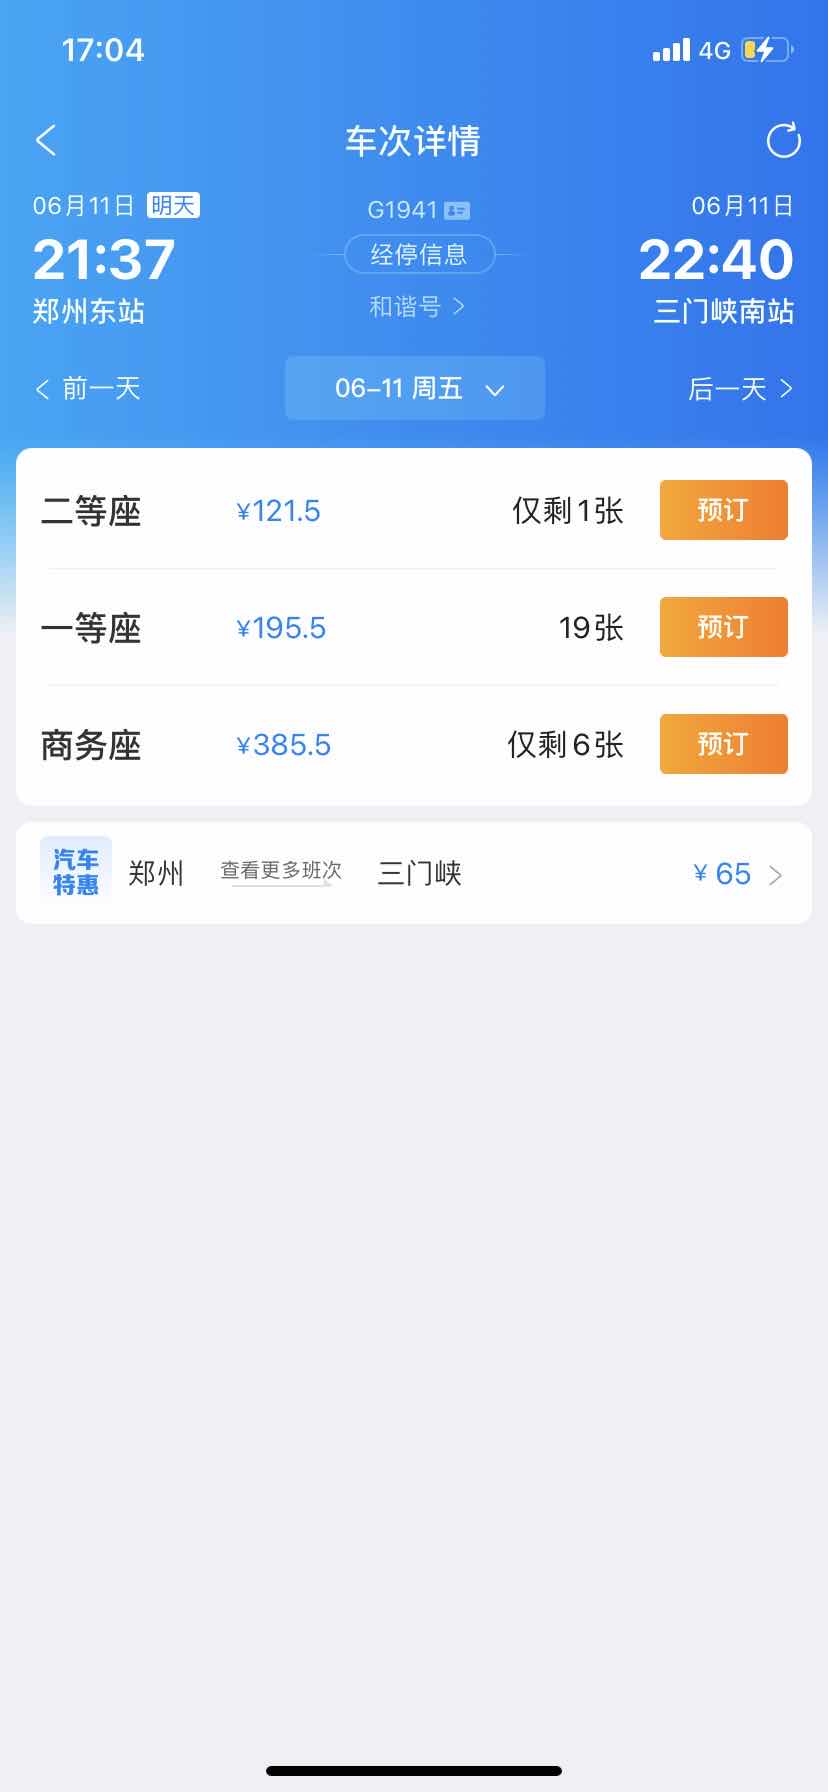 17:04
4G
车次详情
06月11日 明天
G1941
06月11日
21:37
经停信息
22:40
郑州东站
和谐号
三门峡南站
前一天
06-11 周五
后一天
二等座 ¥121.5 仅剩1张 预订
一等座 ¥195.5 19张 预订
商务座 ¥385.5 仅剩6张 预订
汽车
特惠
郑州 查看更多班次 三门峡 ¥ 65